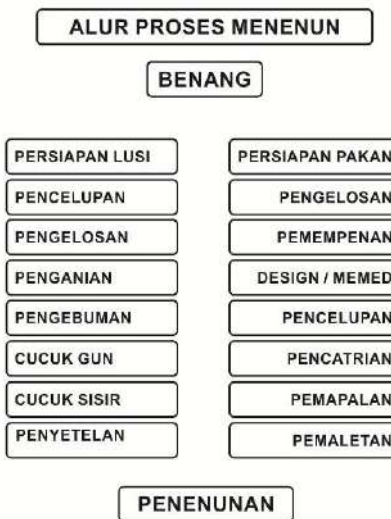 ALUR PROSES MENENUN
BENANG
PERSIAPAN LUSI
PENCELUPAN
PENGELOSAN
PENGANIAN
PENGEBUMAN
CUCUK GUN
CUCUK SISIR
PENYETELAN
PERSIAPAN PAKAN
PENGELOSAN
PEMEMPENAN
DESIGN / MEMED
PENCELUPAN
PENCATRIAN
PEMAPALAN
PEMALETAN
PENENUNAN